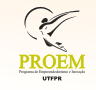 PROEM
Programa de Empreendedorismo e Inovação
UTFPR